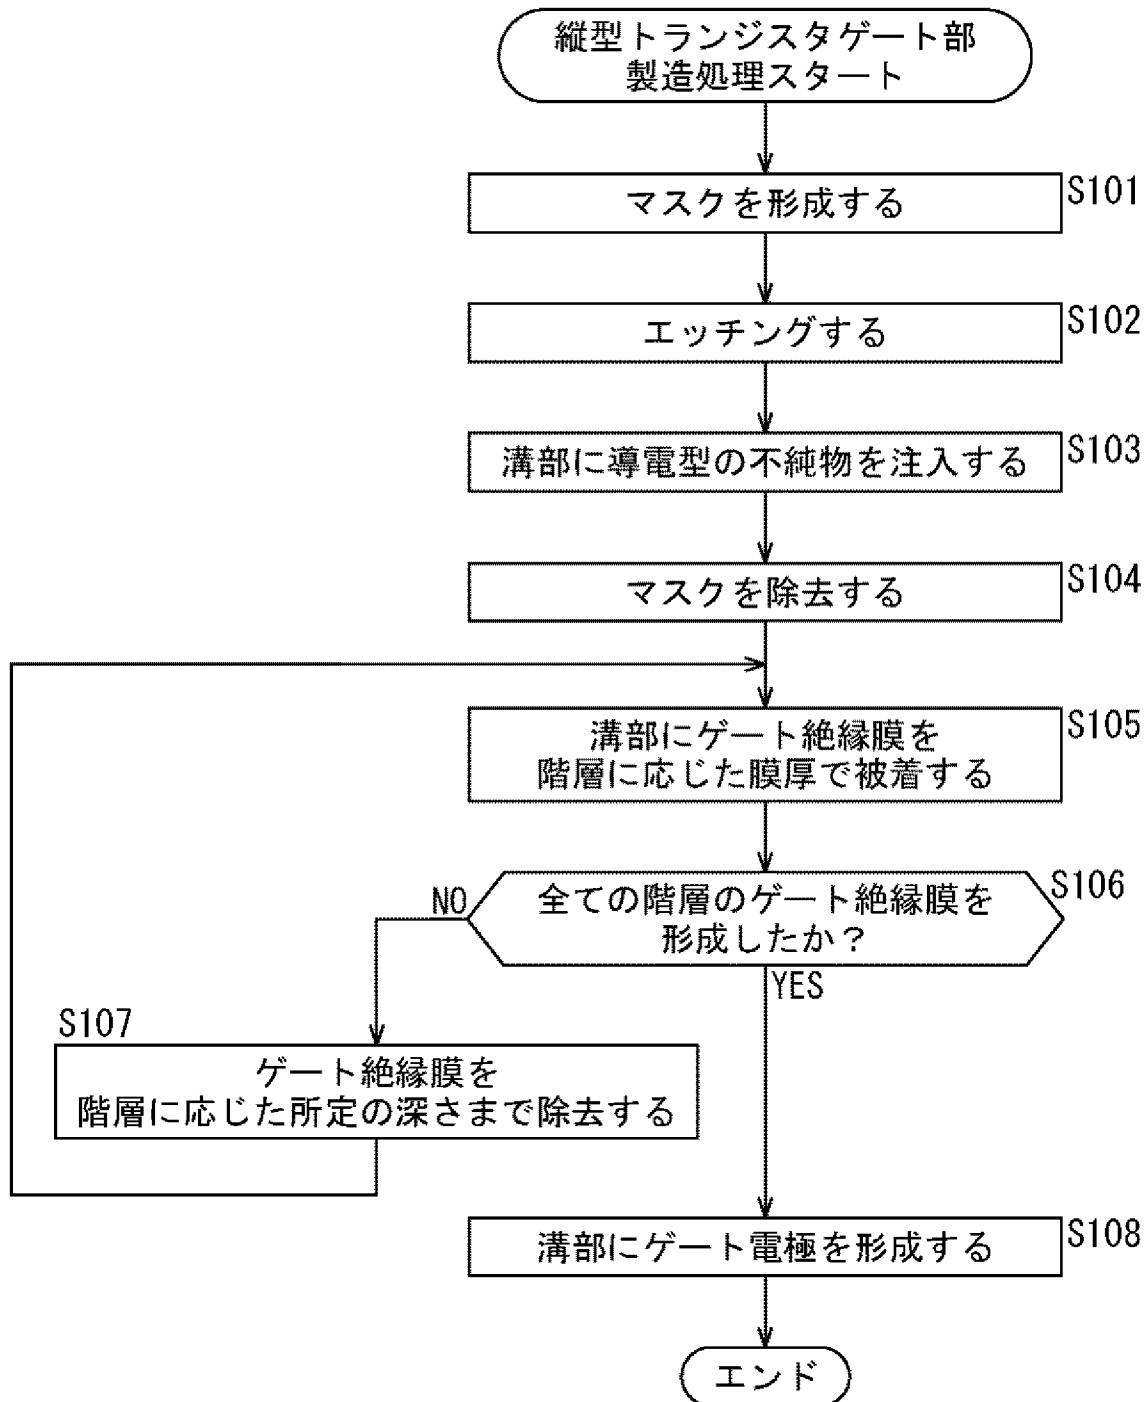 縦型トランジスタゲート部
製造処理スタート
S101
マスクを形成する
S102
エッチングする
S103
溝部に導電型の不純物を注入する
S104
マスクを除去する
S105
溝部にゲート絶縁膜を
階層に応じた膜厚で被着する
S106
NO
全ての階層のゲート絶縁膜を
形成したか？
YES
S107
ゲート絶縁膜を
階層に応じた所定の深さまで除去する
S108
溝部にゲート電極を形成する
エンド